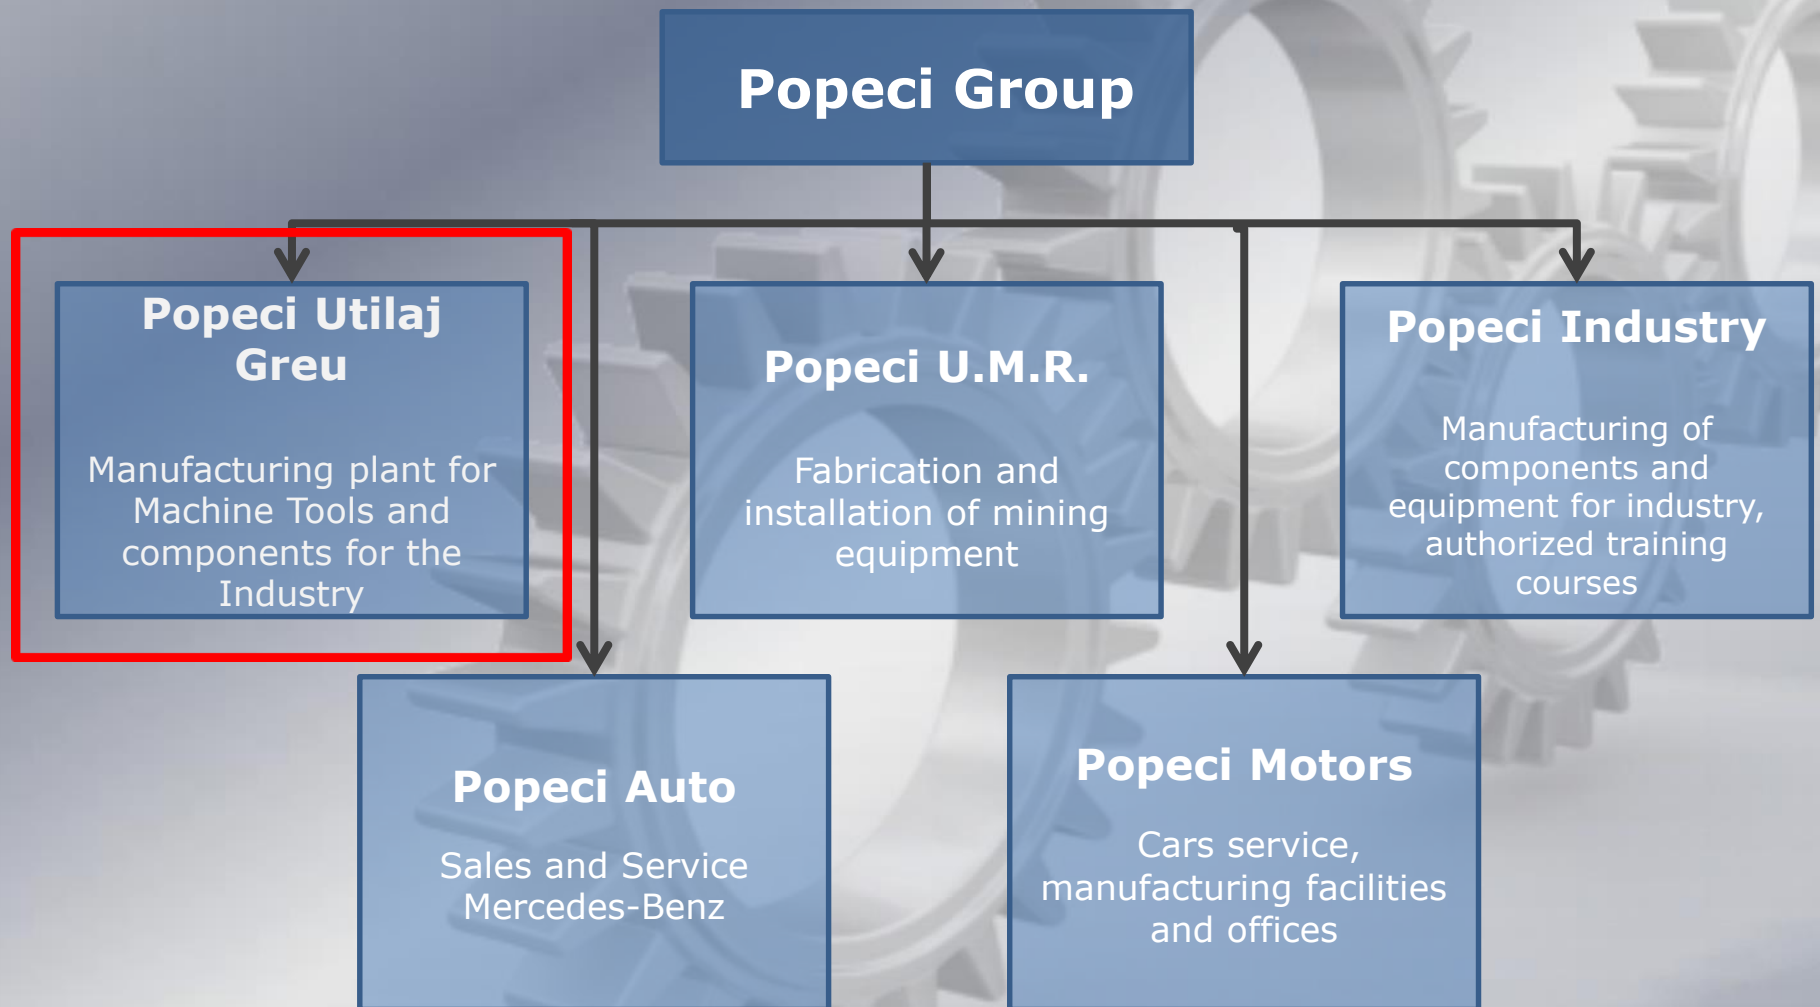 Popeci Group
Popeci Utilaj
Greu
Manufacturing plant for
Machine Tools and
components for the
Industry
Popeci U.M.R.
Fabrication and
installation of mining
equipment
Popeci Industry
Manufacturing of
components and
equipment for industry,
authorized training
courses
Popeci Auto
Sales and Service
Mercedes-Benz
Popeci Motors
Cars service,
manufacturing facilities
and offices